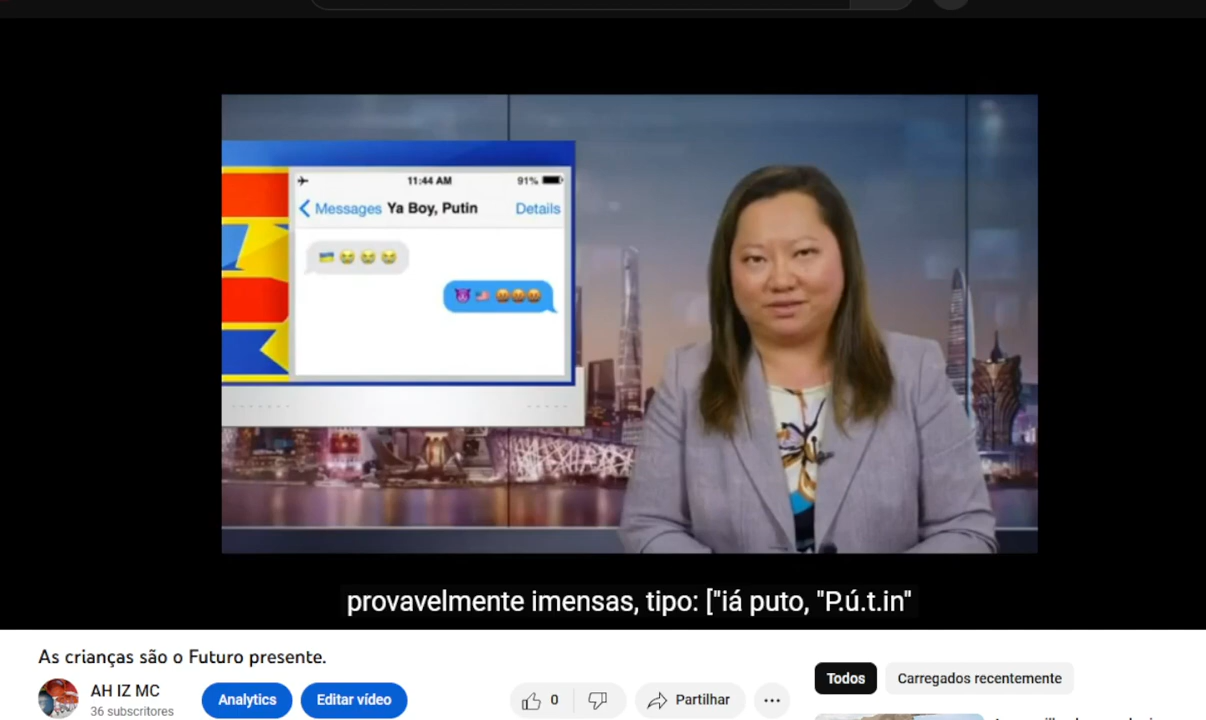 11:44 AM
91%
Messages
Ya Boy, Putin
Details
provavelmente imensas, tipo: ["iá puto, "P.ú.t.in"
As crianças são o Futuro presente.
AH IZ MC
36 subscritores
Analytics
Editar vídeo
0
Partilhar
Todos
Carregados recentemente